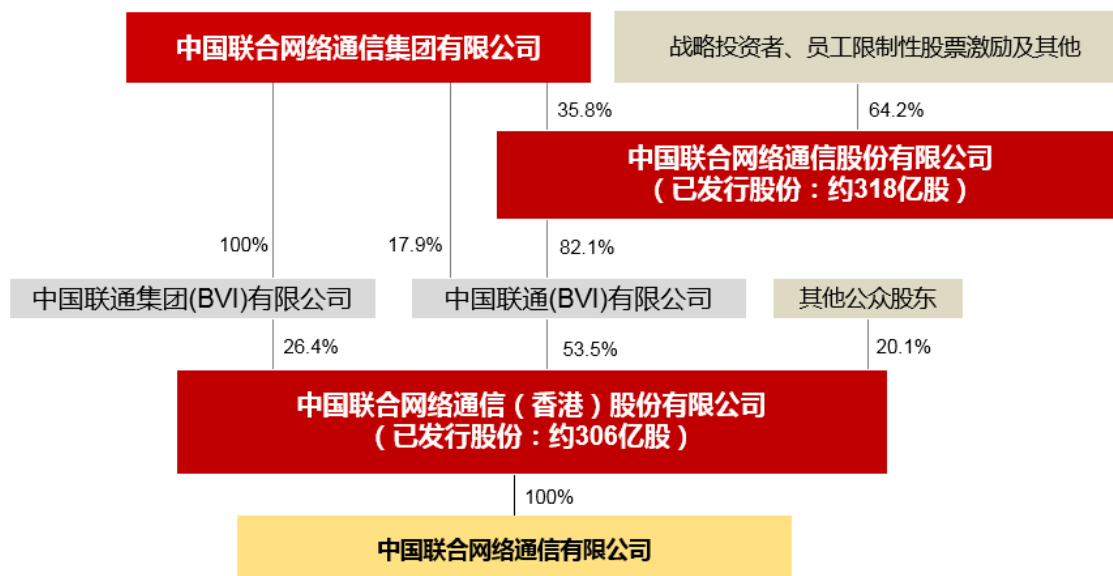 中国联合网络通信集团有限公司
战略投资者、员工限制性股票激励及其他
35.8%
64.2%
中国联合网络通信股份有限公司
（已发行股份：约318亿股）
100%
17.9%
82.1%
中国联通集团(BVI)有限公司
中国联通(BVI)有限公司
其他公众股东
26.4%
53.5%
20.1%
中国联合网络通信（香港）股份有限公司
（已发行股份：约306亿股）
100%
中国联合网络通信有限公司